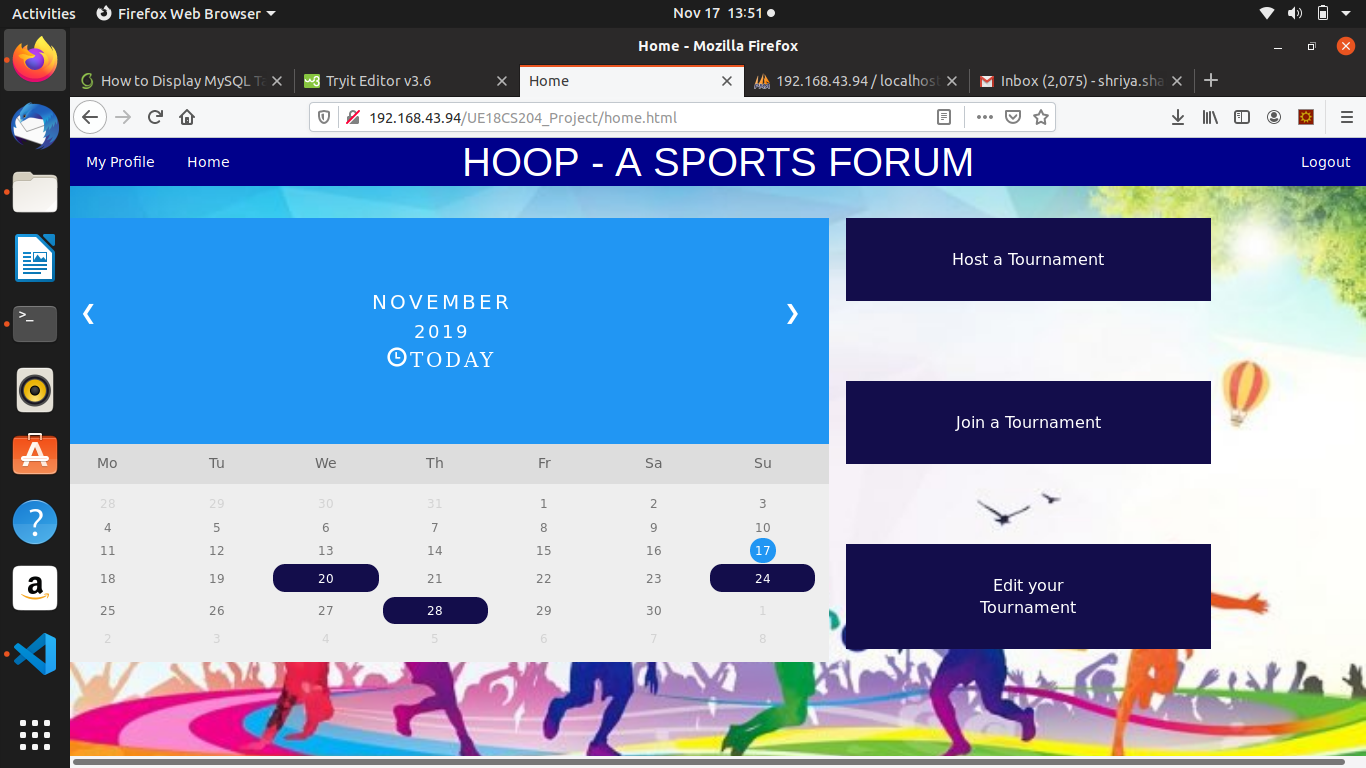 Activities Firefox Web Browser Nov 17 13:51
Home - Mozilla Firefox
How to Display MySQL Ta Tryit Editor v3.6 Home 192.168.43.94 / localhos Inbox (2,075) - shriya.sha
192.168.43.94/UE18CS204_Project/home.html
My Profile Home HOOP - A SPORTS FORUM Logout
NOVEMBER
2019
TODAY
❮ ❯
Mo Tu We Th Fr Sa Su
28 29 30 31 1 2 3
4 5 6 7 8 9 10
11 12 13 14 15 16 17
18 19 20 21 22 23 24
25 26 27 28 29 30 1
2 3 4 5 6 7 8
Host a Tournament
Join a Tournament
Edit your
Tournament